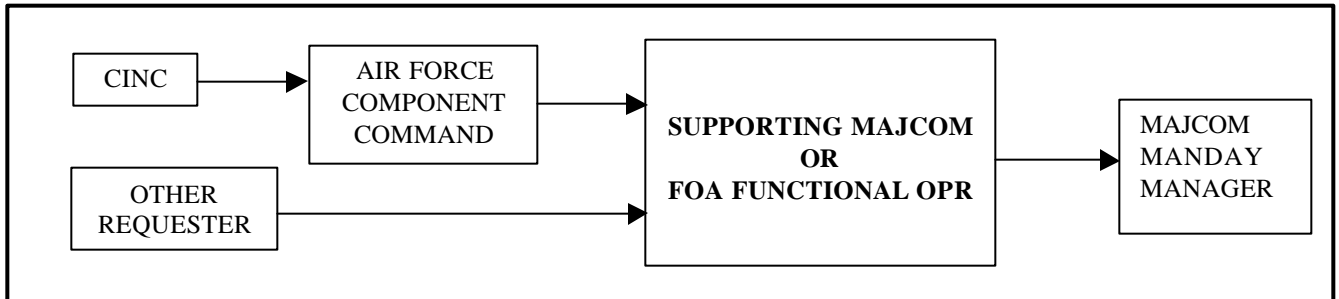 CINC
AIR FORCE
COMPONENT
COMMAND
OTHER
REQUESTER
SUPPORTING MAJCOM
OR
FOA FUNCTIONAL OPR
MAJCOM
MANDAY
MANAGER